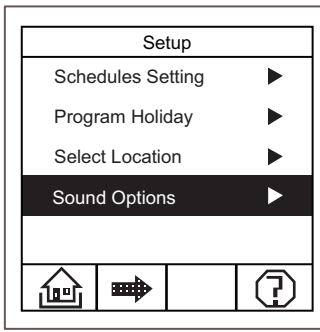 Setup
Schedules Setting
Program Holiday
Select Location
Sound Options
?